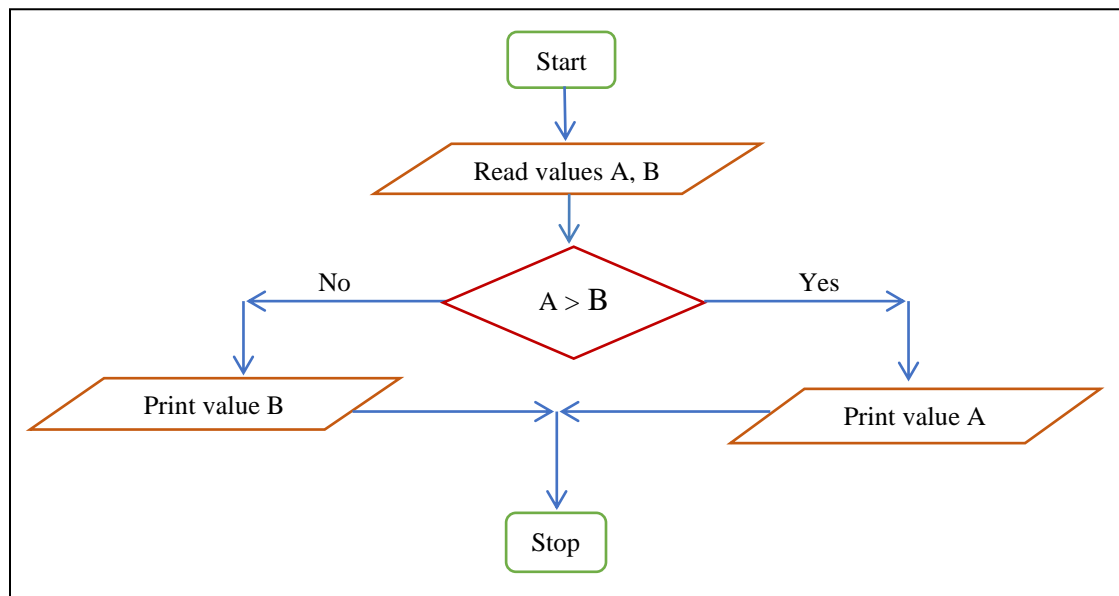 Start
Read values A, B
No
Yes
A > B
Print value B
Print value A
Stop